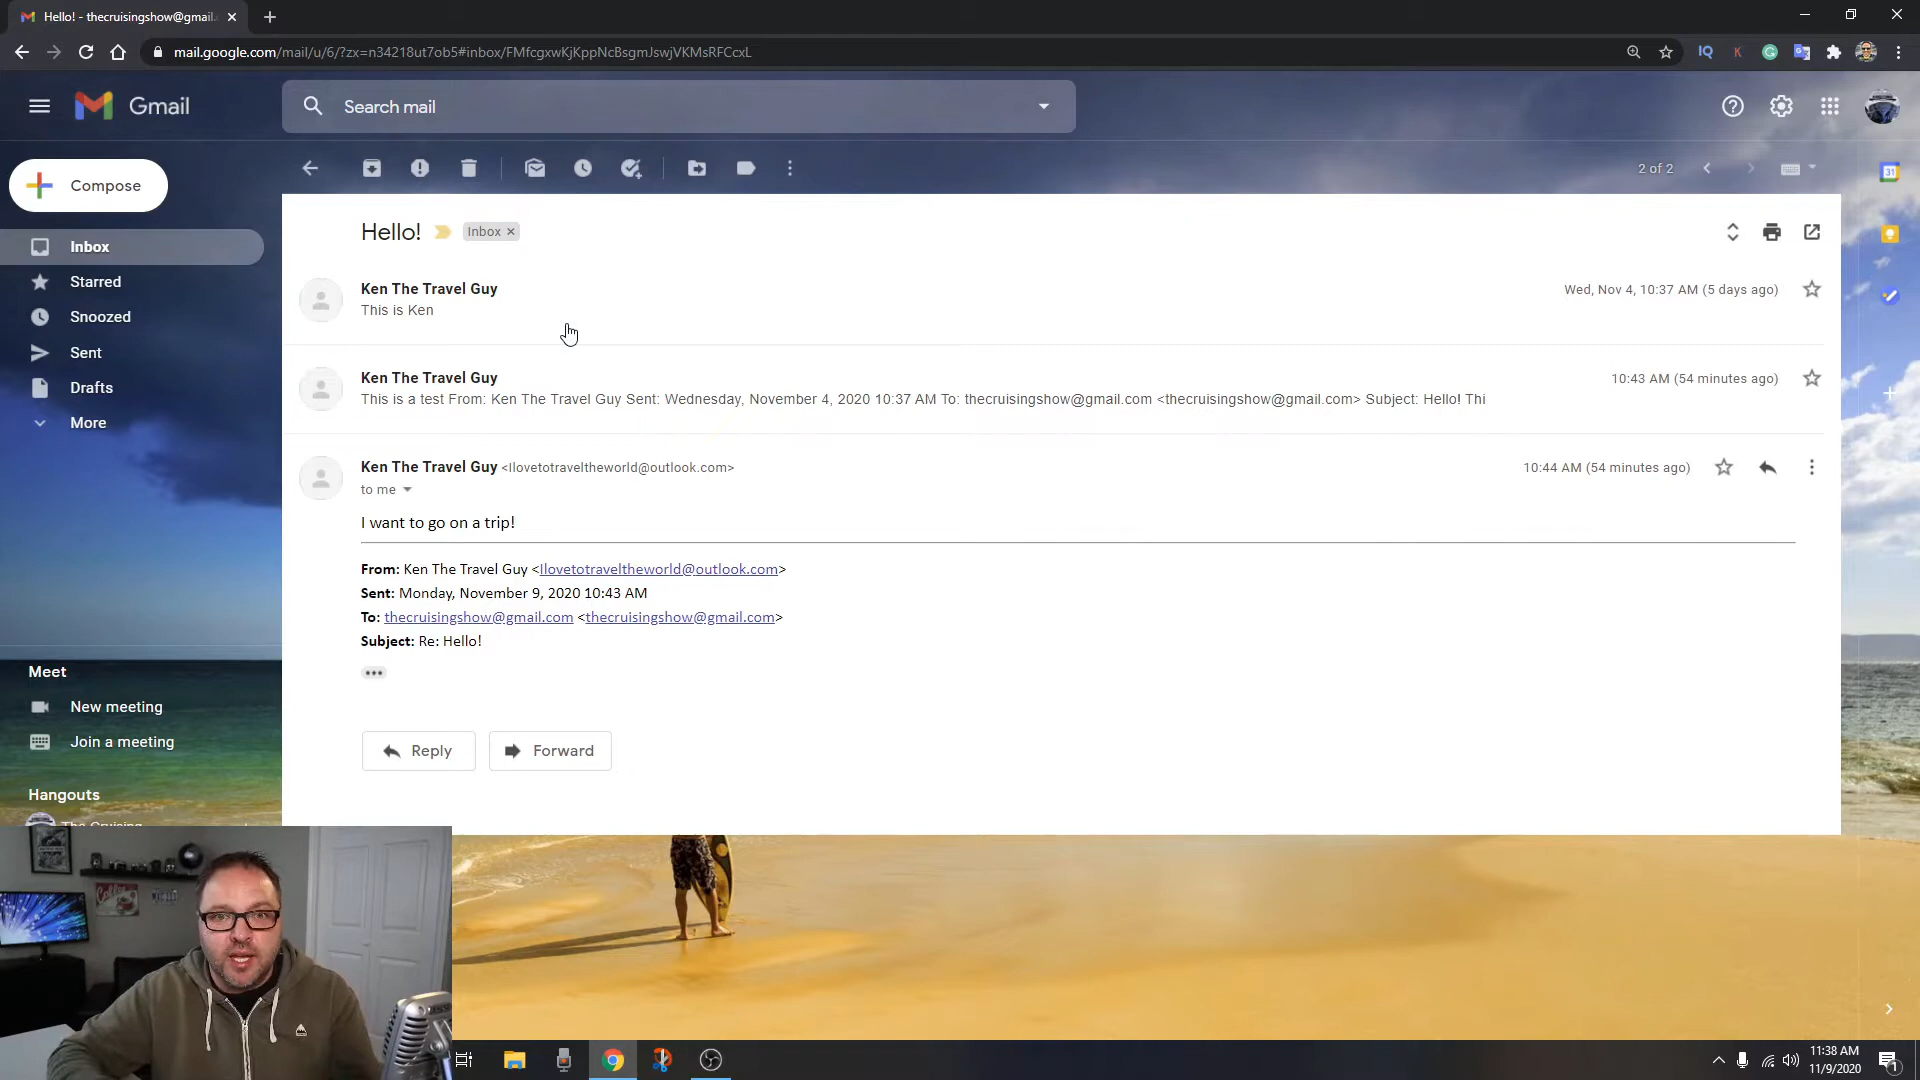 Hello! - thecruisingshow@gmail.
mail.google.com/mail/u/6/?zx=n34218ut7ob5#inbox/FMfcgxwKjKppNcBsgmJswjVKMsRFCcxL
Gmail
Search mail
Compose
2 of 2
31
Inbox
Starred
Snoozed
Sent
Drafts
More
Hello!
Inbox ×
Ken The Travel Guy
Wed, Nov 4, 10:37 AM (5 days ago)
This is Ken
Ken The Travel Guy
10:43 AM (54 minutes ago)
This is a test From: Ken The Travel Guy Sent: Wednesday, November 4, 2020 10:37 AM To: thecruisingshow@gmail.com <thecruisingshow@gmail.com> Subject: Hello! Thi
Ken The Travel Guy <Ilovetotraveltheworld@outlook.com>
10:44 AM (54 minutes ago)
to me
I want to go on a trip!
From: Ken The Travel Guy <Ilovetotraveltheworld@outlook.com>
Sent: Monday, November 9, 2020 10:43 AM
To: thecruisingshow@gmail.com <thecruisingshow@gmail.com>
Subject: Re: Hello!
Reply
Forward
Meet
New meeting
Join a meeting
Hangouts
The Cruising
Coffee
11:38 AM
11/9/2020
1